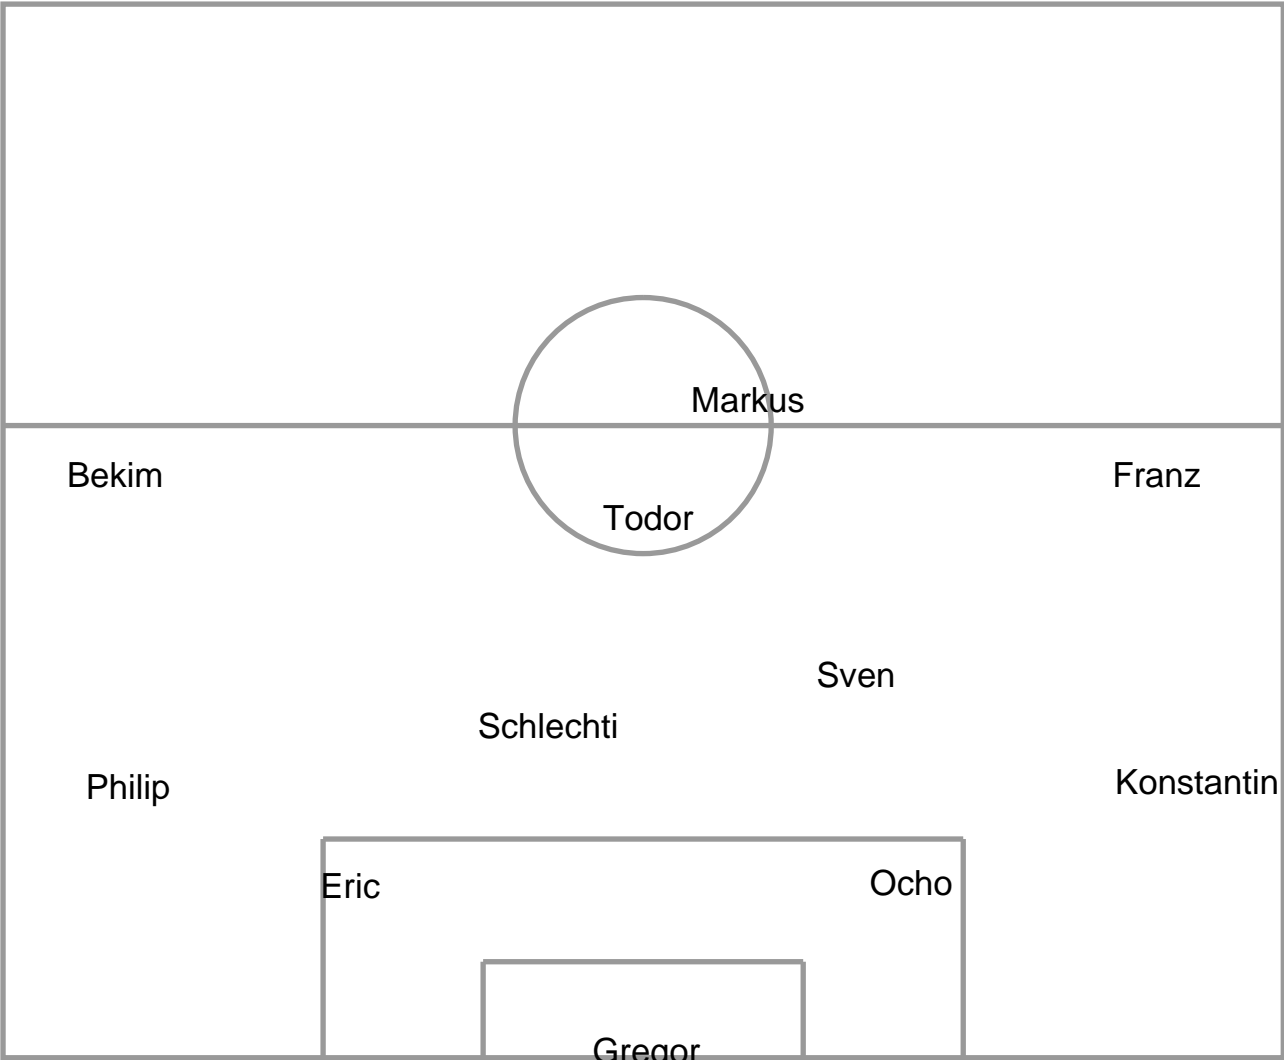 Markus
Bekim
Franz
Todor
Sven
Schlechti
Philip
Konstantin
Eric
Ocho
Gregor